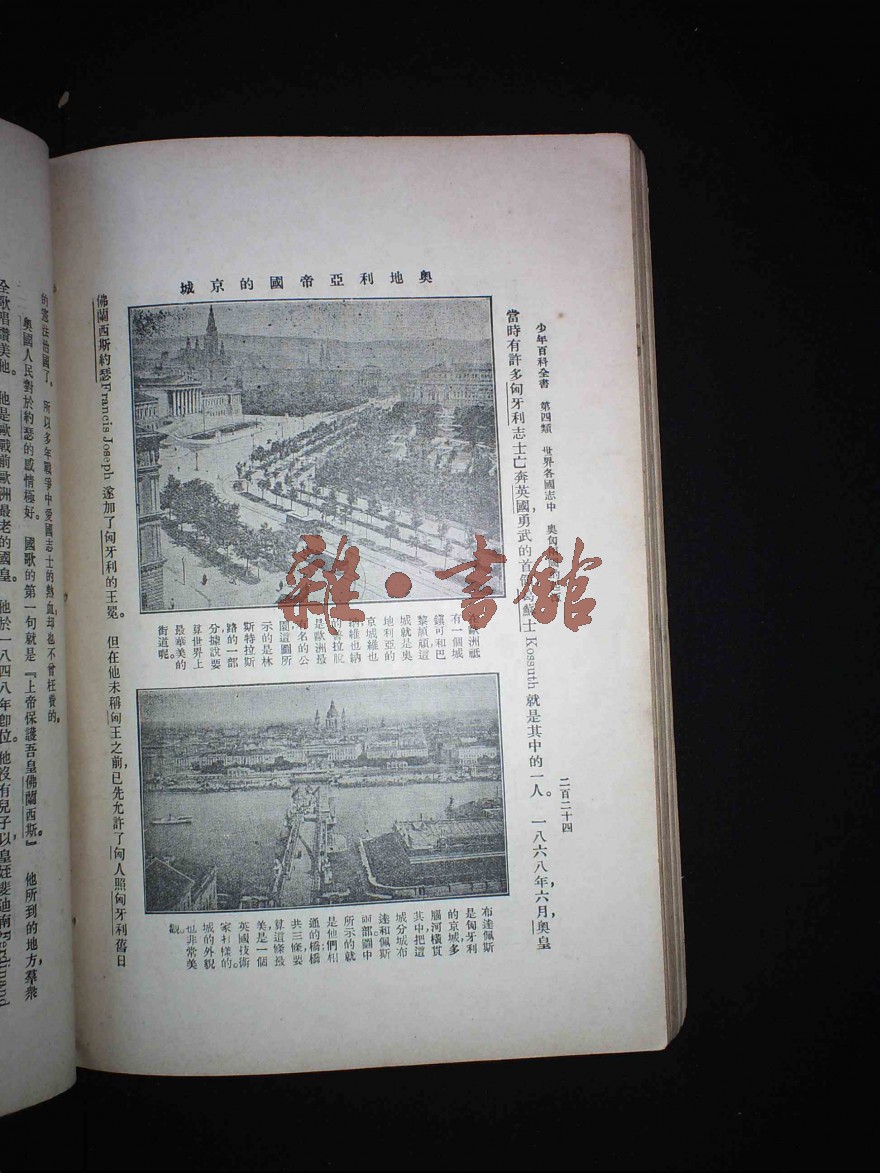 奧地利亞帝國的京城
少年百科全書 第四類 世界各國志中 奧匈
二百二十四
當時有許多匈牙利志士亡奔英國，勇武的首 蘇士 Kossuth 就是其中的一人。 一八六八年六月，奧皇
在歐洲祗
有一個城
鎮可和巴
黎頡頏這
城就是奧
地利亞的
京城維也
納維也納
的普拉脫
是歐洲最
有名的公
園這圖所
示的是林
斯特拉斯
路的一部
分據說要
算世界上
最華美的
街道呢。
布達佩斯
是匈牙利
的京城多
腦河橫貫
其中把這
城分城布
達和佩斯
兩部圖中
所示的就
是他們相
通的橋橋
共三條，要
算這條最
美是一個
英國技術
家打樣的。
城的外貌
也非常美
觀。
佛蘭西斯約瑟 Francis Joseph 遂加了匈牙利的王冕。 但在他未稱匈王之前，已先允許了匈人照匈牙利舊日
的憲法治國了。 所以多年戰爭中愛國志士的熱血却也不曾枉費的。
奧國人民對於約瑟的感情極好。 國歌的第一句就是『上帝保護吾皇佛蘭西斯』 他所到的地方，羣衆
全歌唱讚美他。 他是歐戰前歐洲最老的國皇。 他於一八四八年卽位。他沒有兒子以皇姪斐迪南 Ferdinand
雜·書館